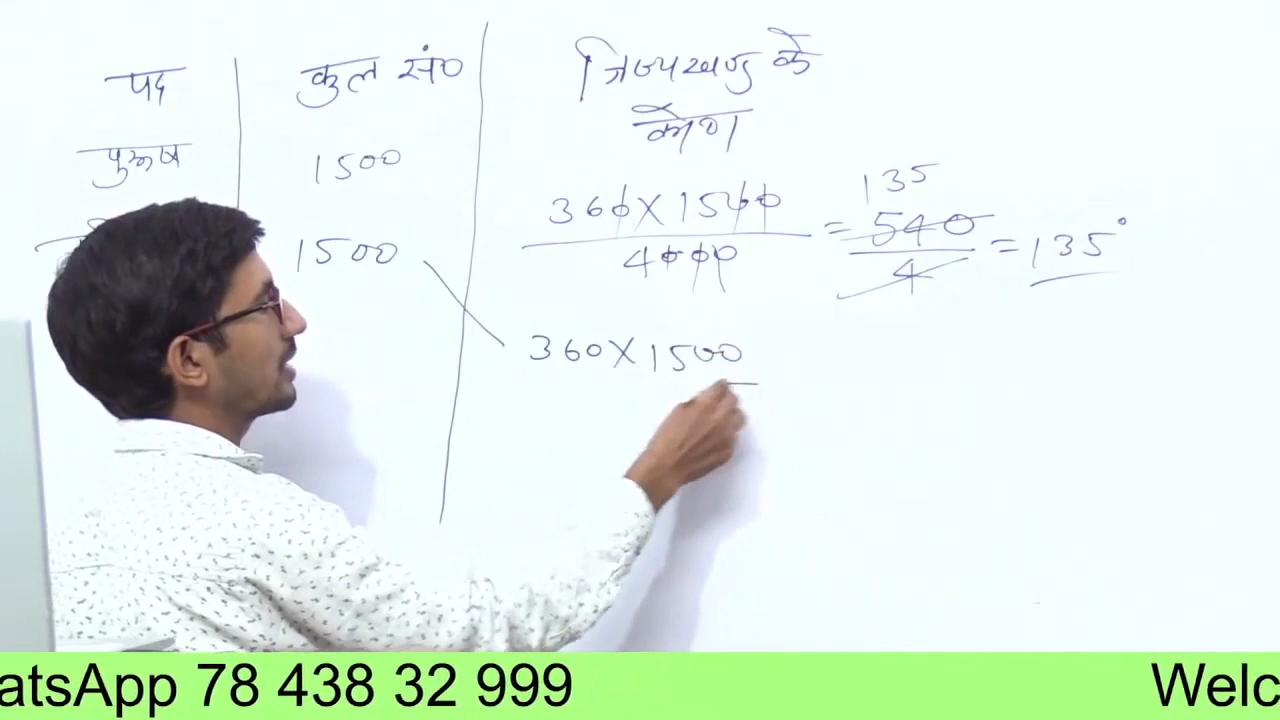 पद
कुल सं०
त्रिज्यखण्ड के
कोण
पुरूष
1500
360 X 1500
4000
=
135
540
4
= 135°
1500
360 X 1500
atsApp 78 438 32 999
Welc